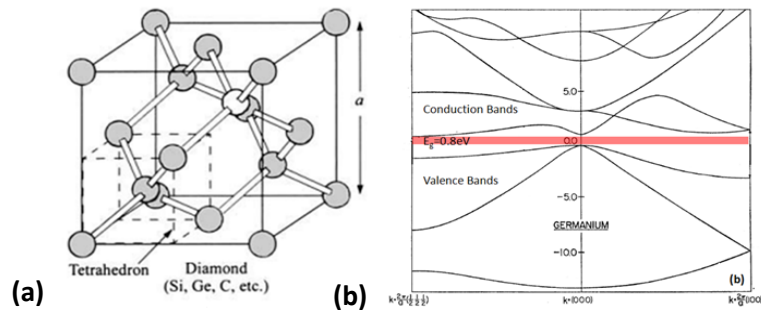 a
Tetrahedron
Diamond
(Si, Ge, C, etc.)
(a)
5.0
Conduction Bands
0.0
Eg=0.8eV
Valence Bands
-5.0
GERMANIUM
-10.0
(b)
k=(000)
(b)